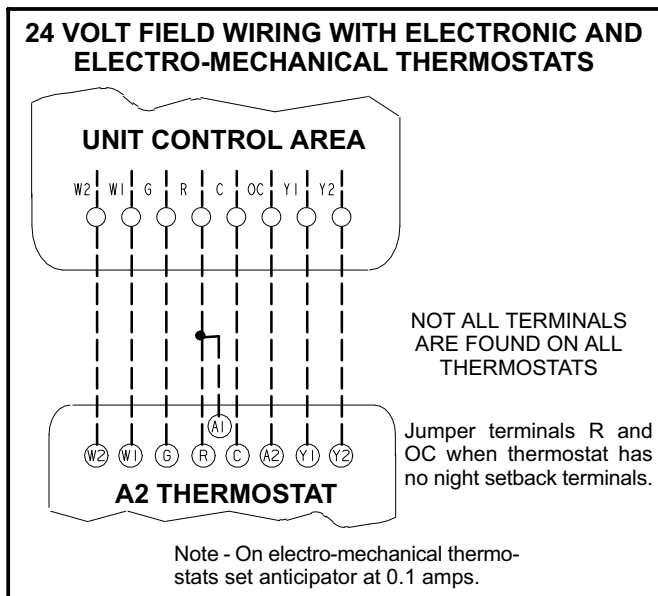 24 VOLT FIELD WIRING WITH ELECTRONIC AND
ELECTRO-MECHANICAL THERMOSTATS
UNIT CONTROL AREA
W2 W1 G R C OC Y1 Y2
NOT ALL TERMINALS
ARE FOUND ON ALL
THERMOSTATS
A1
W2 W1 G R C A2 Y1 Y2
Jumper terminals R and
OC when thermostat has
no night setback terminals.
A2 THERMOSTAT
Note - On electro-mechanical thermo-
stats set anticipator at 0.1 amps.